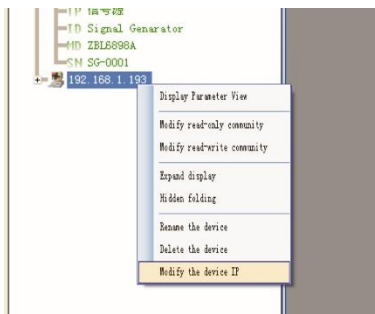 IP 信号源
ID Signal Genarator
MD ZBL6898A
SN SG-0001
192.168.1.193
Display Parameter View
Modify read-only community
Modify read-write community
Expand display
Hidden folding
Rename the device
Delete the device
Modify the device IP